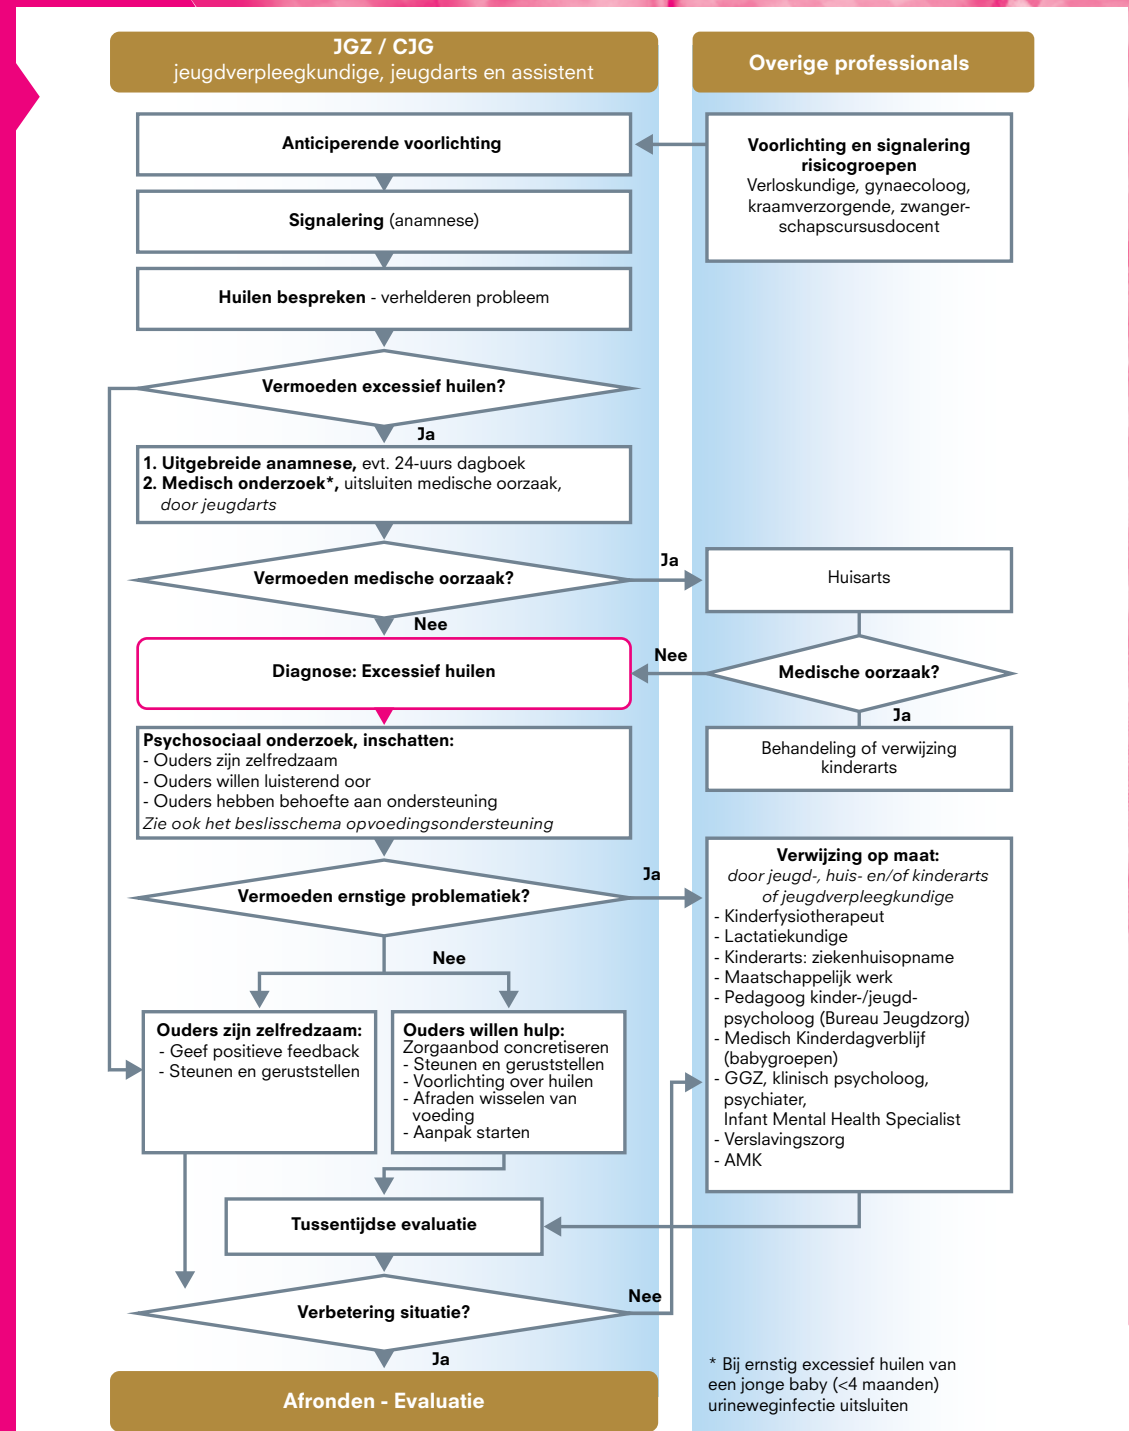 JGZ / CJG
jeugdverpleegkundige, jeugdarts en assistent
Overige professionals
Anticiperende voorlichting
Voorlichting en signalering
risicogroepen
Verloskundige, gynaecoloog,
kraamverzorgende, zwanger-
schapscursusdocent
Signalering (anamnese)
Huilen bespreken - verhelderen probleem
Vermoeden excessief huilen?
Ja
1. Uitgebreide anamnese, evt. 24-uurs dagboek
2. Medisch onderzoek*, uitsluiten medische oorzaak,
door jeugdarts
Vermoeden medische oorzaak?
Ja
Huisarts
Nee
Diagnose: Excessief huilen
Nee
Medische oorzaak?
Ja
Behandeling of verwijzing
kinderarts
Psychosociaal onderzoek, inschatten:
- Ouders zijn zelfredzaam
- Ouders willen luisterend oor
- Ouders hebben behoefte aan ondersteuning
Zie ook het beslisschema opvoedingsondersteuning
Vermoeden ernstige problematiek?
Ja
Verwijzing op maat:
door jeugd-, huis- en/of kinderarts
of jeugdverpleegkundige
- Kinderfysiotherapeut
- Lactatiekundige
- Kinderarts: ziekenhuisopname
- Maatschappelijk werk
- Pedagoog kinder-/jeugd-
psycholoog (Bureau Jeugdzorg)
- Medisch Kinderdagverblijf
(babygroepen)
- GGZ, klinisch psycholoog,
psychiater,
Infant Mental Health Specialist
- Verslavingszorg
- AMK
Nee
Ouders zijn zelfredzaam:
- Geef positieve feedback
- Steunen en geruststellen
Ouders willen hulp:
Zorgaanbod concretiseren
- Steunen en geruststellen
- Voorlichting over huilen
- Afraden wisselen van
voeding
- Aanpak starten
Tussentijdse evaluatie
Verbetering situatie?
Nee
Ja
Afronden - Evaluatie
* Bij ernstig excessief huilen van
een jonge baby (<4 maanden)
urineweginfectie uitsluiten